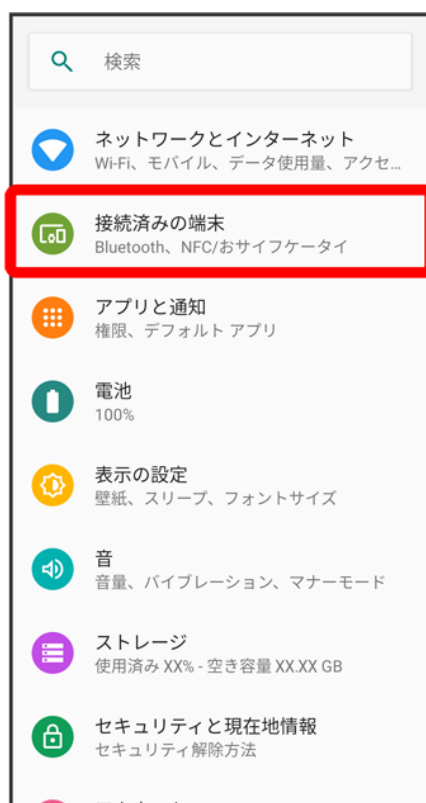 検索
ネットワークとインターネット
Wi-Fi、モバイル、データ使用量、アクセ...
接続済みの端末
Bluetooth、NFC/おサイフケータイ
アプリと通知
権限、デフォルト アプリ
電池
100%
表示の設定
壁紙、スリープ、フォントサイズ
音
音量、バイブレーション、マナーモード
ストレージ
使用済み XX% - 空き容量 XX.XX GB
セキュリティと現在地情報
セキュリティ解除方法